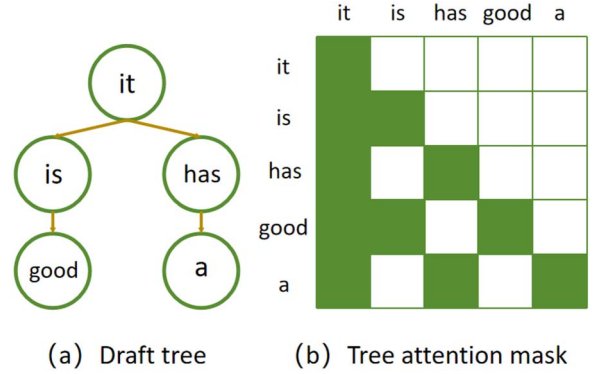 it
is
has
good
a
it is has good a
it
is
has
good
a
(a) Draft tree
(b) Tree attention mask